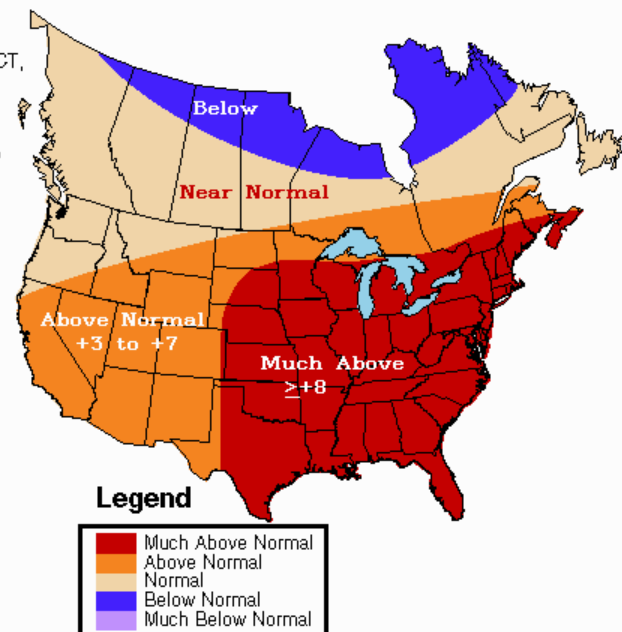 CT,
Below
Near Normal
Above Normal
+3 to +7
Much Above
≥+8
Legend
Much Above Normal
Above Normal
Normal
Below Normal
Much Below Normal